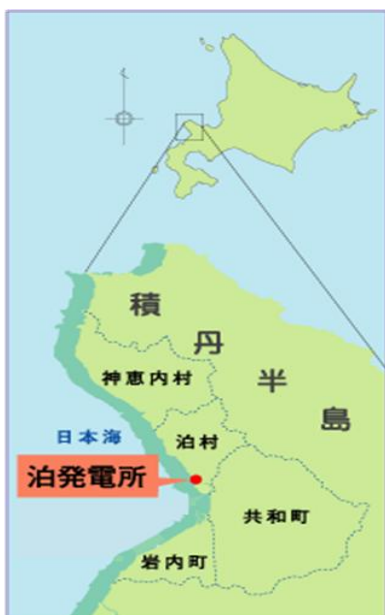 積丹半島
神恵内村
日本海
泊村
泊発電所
共和町
岩内町